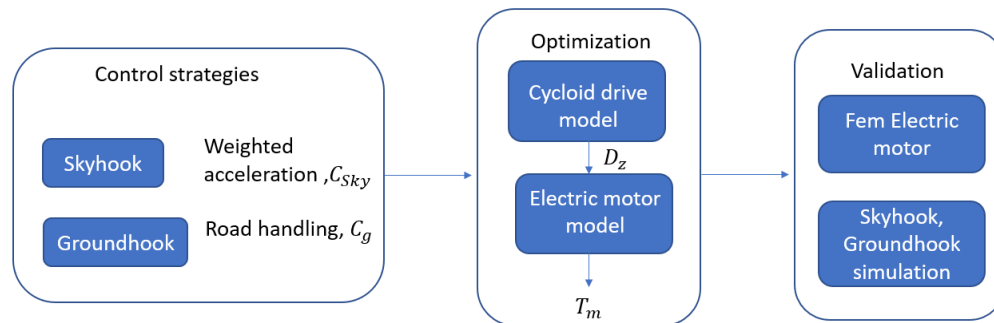 Control strategies
Skyhook
Weighted
acceleration ,C_Sky
Groundhook
Road handling, C_g
Optimization
Cycloid drive
model
D_z
Electric motor
model
T_m
Validation
Fem Electric
motor
Skyhook,
Groundhook
simulation